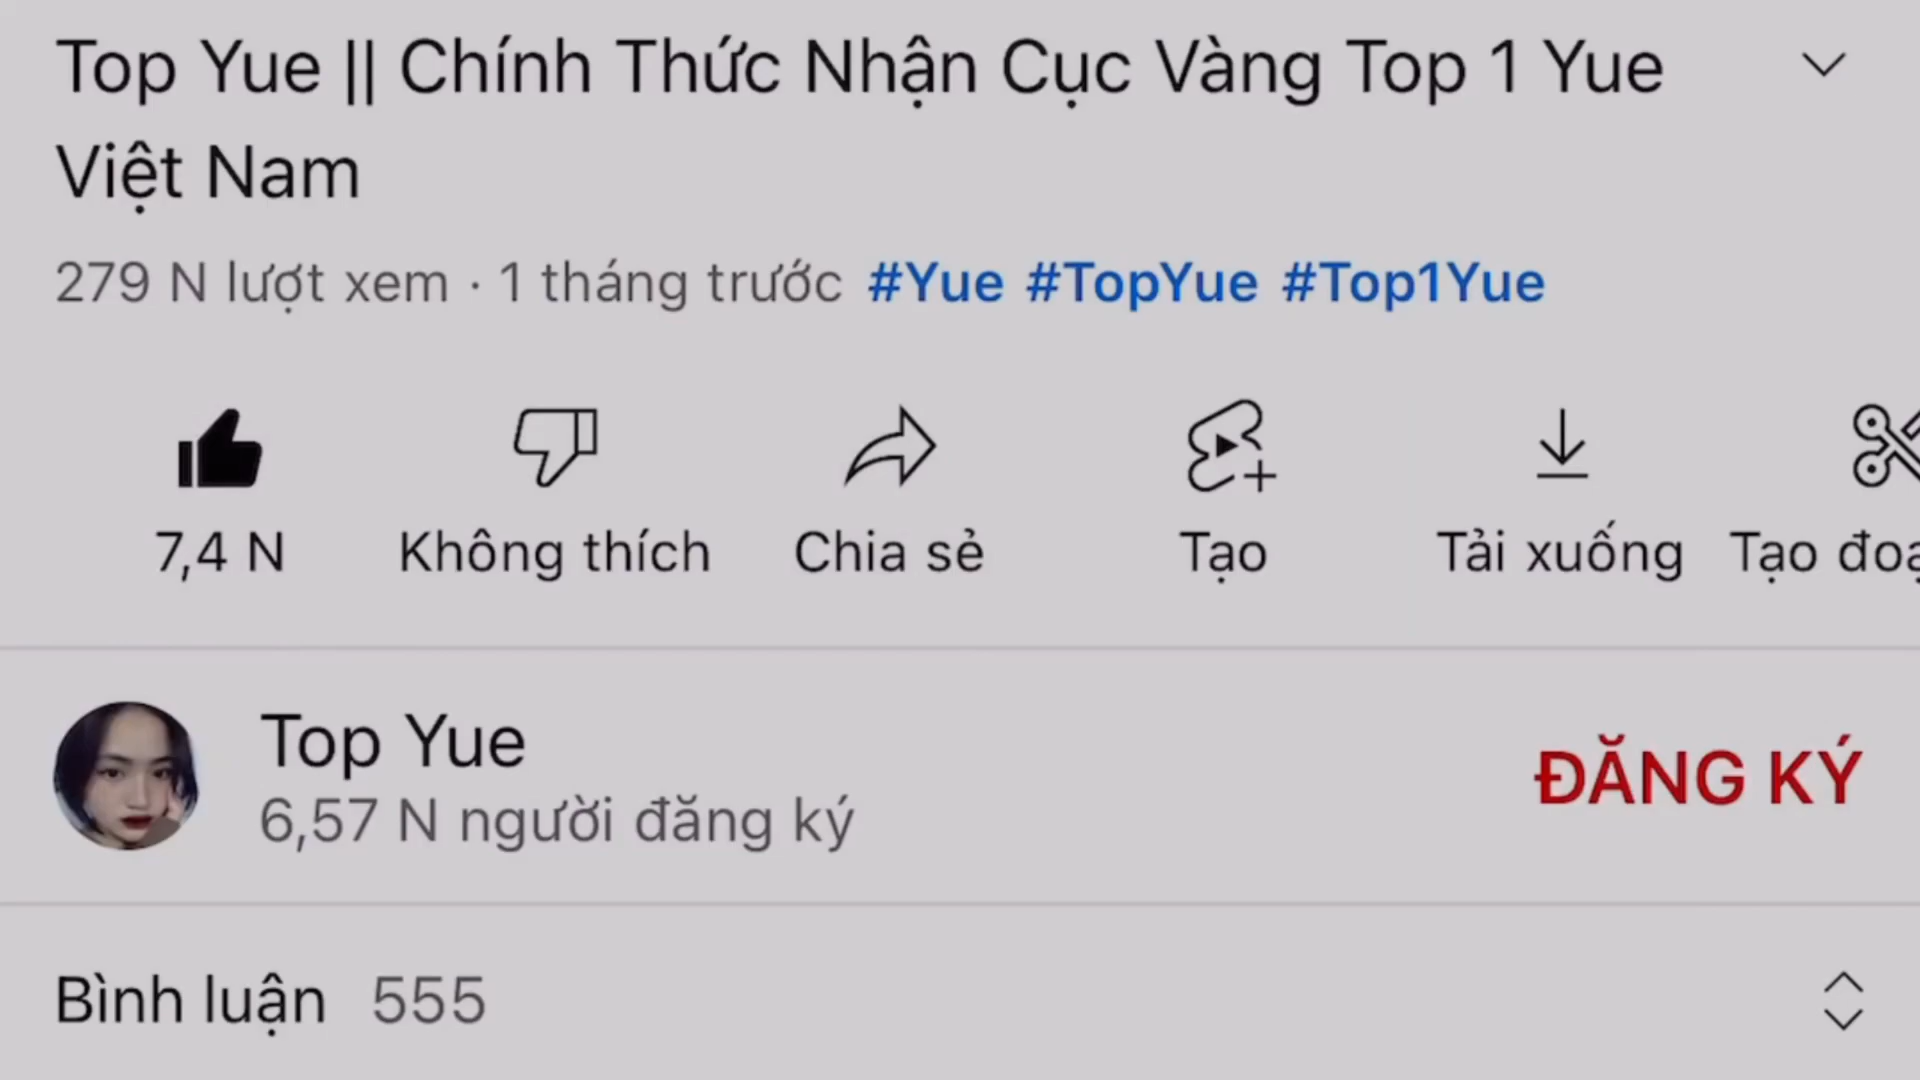 Top Yue || Chính Thức Nhận Cục Vàng Top 1 Yue
Việt Nam
279 N lượt xem · 1 tháng trước #Yue #TopYue #Top1Yue
7,4 N Không thích Chia sẻ Tạo Tải xuống Tạo
Top Yue
6,57 N người đăng ký
ĐĂNG KÝ
Bình luận 555